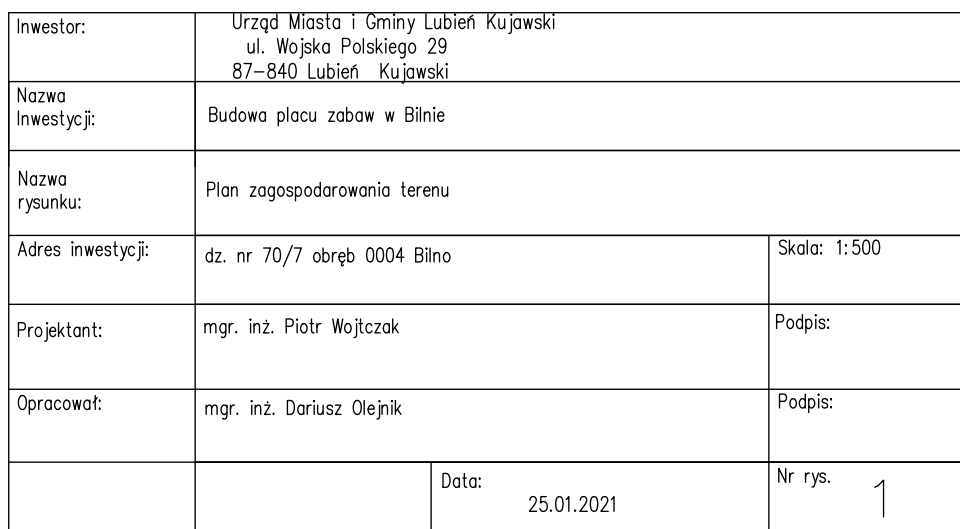 Inwestor:
Urząd Miasta i Gminy Lubień Kujawski
ul. Wojska Polskiego 29
87-840 Lubień Kujawski
Nazwa
Inwestycji:
Budowa placu zabaw w Bilnie
Nazwa
rysunku:
Plan zagospodarowania terenu
Adres inwestycji:
dz. nr 70/7 obręb 0004 Bilno
Skala: 1:500
Projektant:
mgr. inż. Piotr Wojtczak
Podpis:
Opracował:
mgr. inż. Dariusz Olejnik
Podpis:
Data:
25.01.2021
Nr rys.
1